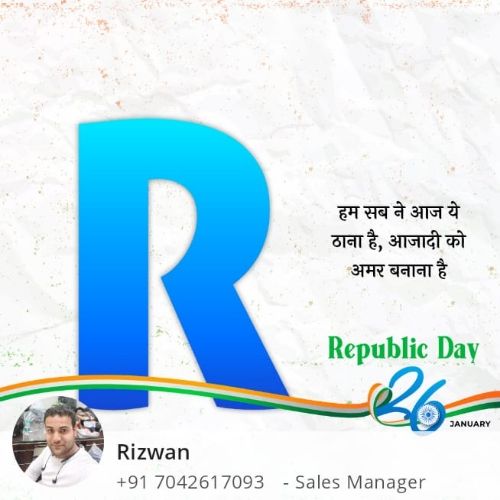 R
हम सब ने आज ये
ठाना है, आजादी को
अमर बनाना है
Republic Day
26
JANUARY
Rizwan
+91 7042617093 - Sales Manager